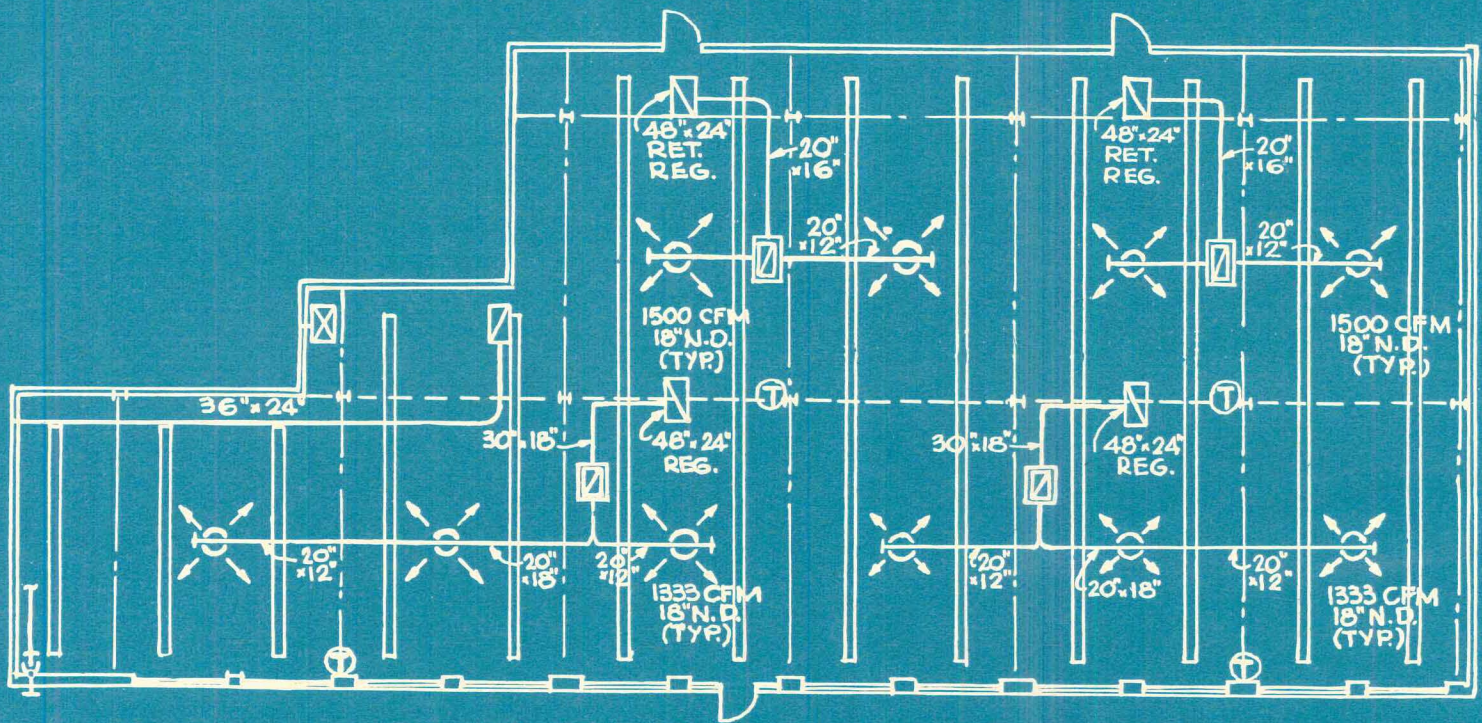 48"x24"
RET.
REG.
20"
x16"
48"x24"
RET.
REG.
20"
x16"
20"
x12"
20"
x12"
1500 CFM
18" N.D.
(TYP.)
1500 CFM
18" N.D.
(TYP.)
T
T
36"x24"
30"x18"
48"x24"
REG.
30"x18"
48"x24"
REG.
20"
x12"
20"
x18"
20"
x12"
20"
x12"
20"x18"
20"
x12"
1333 CFM
18" N.D.
(TYP.)
1333 CFM
18" N.D.
(TYP.)
T
T